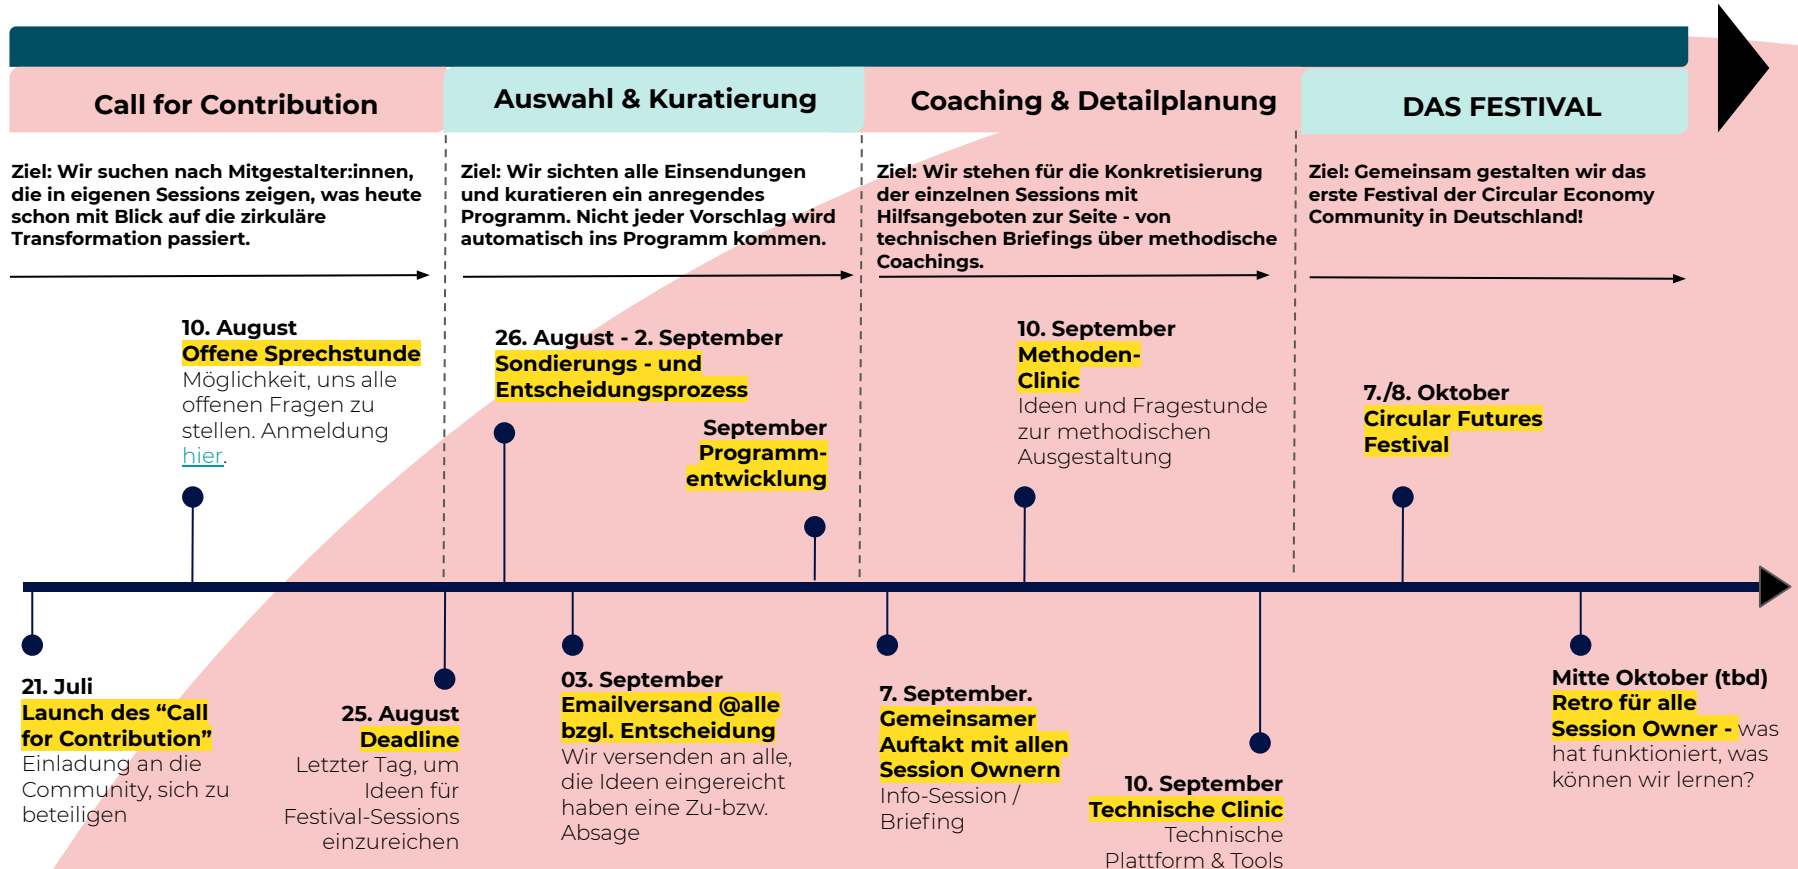 Call for Contribution
Auswahl & Kuratierung
Coaching & Detailplanung
DAS FESTIVAL
Ziel: Wir suchen nach Mitgestalter:innen,
die in eigenen Sessions zeigen, was heute
schon mit Blick auf die zirkuläre
Transformation passiert.
Ziel: Wir sichten alle Einsendungen
und kuratieren ein anregendes
Programm. Nicht jeder Vorschlag wird
automatisch ins Programm kommen.
Ziel: Wir stehen für die Konkretisierung
der einzelnen Sessions mit
Hilfsangeboten zur Seite - von
technischen Briefings über methodische
Coachings.
Ziel: Gemeinsam gestalten wir das
erste Festival der Circular Economy
Community in Deutschland!
10. August
Offene Sprechstunde
Möglichkeit, uns alle
offenen Fragen zu
stellen. Anmeldung
hier.
26. August - 2. September
Sondierungs - und
Entscheidungsprozess
September
Programm-
entwicklung
10. September
Methoden-
Clinic
Ideen und Fragestunde
zur methodischen
Ausgestaltung
7./8. Oktober
Circular Futures
Festival
21. Juli
Launch des “Call
for Contribution”
Einladung an die
Community, sich zu
beteiligen
25. August
Deadline
Letzter Tag, um
Ideen für
Festival-Sessions
einzureichen
03. September
Emailversand @alle
bzgl. Entscheidung
Wir versenden an alle,
die Ideen eingereicht
haben eine Zu-bzw.
Absage
7. September.
Gemeinsamer
Auftakt mit allen
Session Ownern
Info-Session /
Briefing
10. September
Technische Clinic
Technische
Plattform & Tools
Mitte Oktober (tbd)
Retro für alle
Session Owner - was
hat funktioniert, was
können wir lernen?